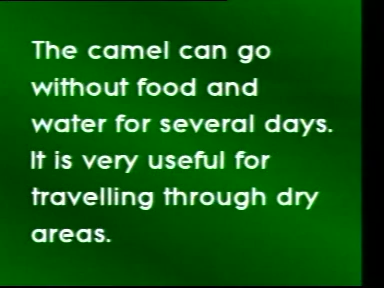 The camel can go
without food and
water for several days.
It is very useful for
travelling through dry
areas.